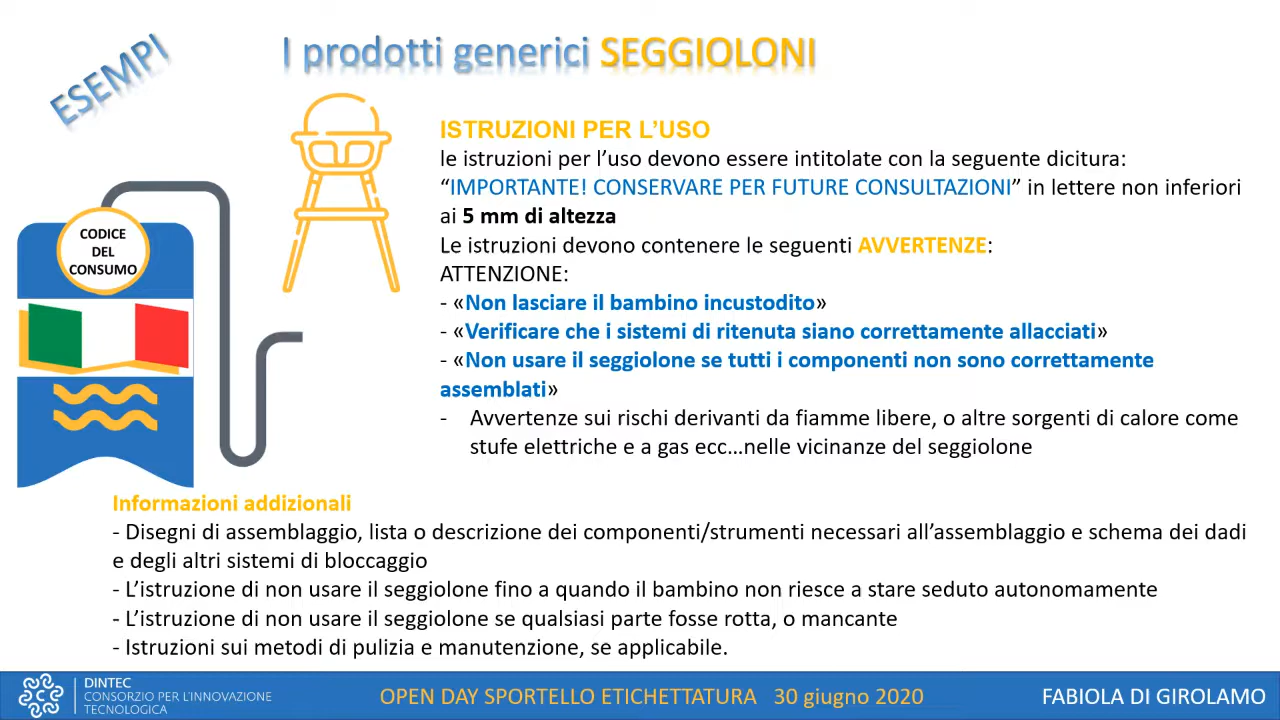 ESEMPI
I prodotti generici SEGGIOLONI
CODICE
DEL
CONSUMO
ISTRUZIONI PER L’USO
le istruzioni per l’uso devono essere intitolate con la seguente dicitura:
“IMPORTANTE! CONSERVARE PER FUTURE CONSULTAZIONI” in lettere non inferiori
ai 5 mm di altezza
Le istruzioni devono contenere le seguenti AVVERTENZE:
ATTENZIONE:
- «Non lasciare il bambino incustodito»
- «Verificare che i sistemi di ritenuta siano correttamente allacciati»
- «Non usare il seggiolone se tutti i componenti non sono correttamente
assemblati»
- Avvertenze sui rischi derivanti da fiamme libere, o altre sorgenti di calore come
stufe elettriche e a gas ecc…nelle vicinanze del seggiolone
Informazioni addizionali
- Disegni di assemblaggio, lista o descrizione dei componenti/strumenti necessari all’assemblaggio e schema dei dadi
e degli altri sistemi di bloccaggio
- L’istruzione di non usare il seggiolone fino a quando il bambino non riesce a stare seduto autonomamente
- L’istruzione di non usare il seggiolone se qualsiasi parte fosse rotta, o mancante
- Istruzioni sui metodi di pulizia e manutenzione, se applicabile.
DINTEC
CONSORZIO PER L'INNOVAZIONE
TECNOLOGICA
OPEN DAY SPORTELLO ETICHETTATURA 30 giugno 2020
FABIOLA DI GIROLAMO